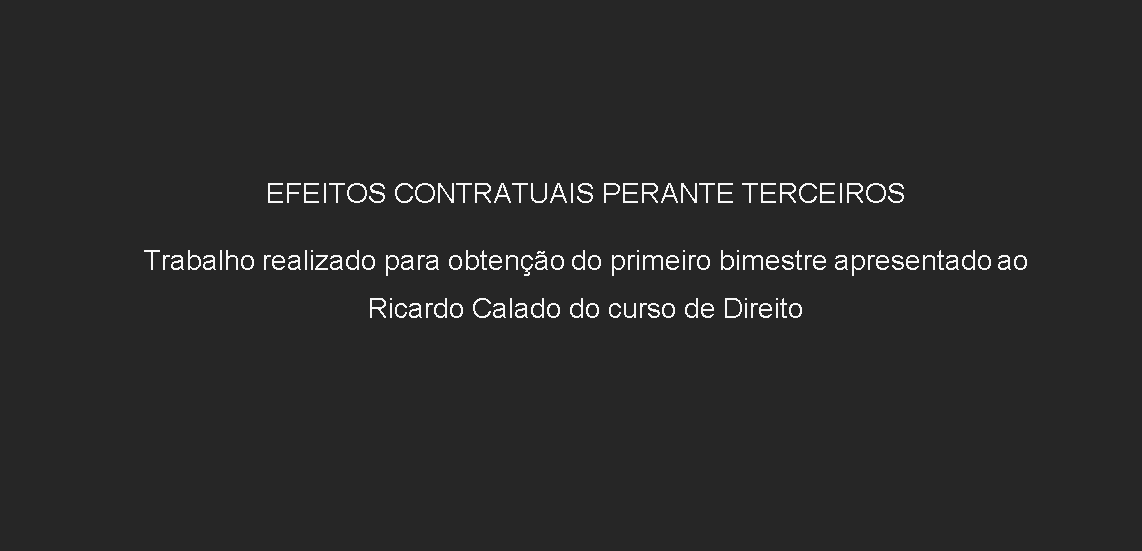 EFEITOS CONTRATUAIS PERANTE TERCEIROS
Trabalho realizado para obtenção do primeiro bimestre apresentado ao
Ricardo Calado do curso de Direito